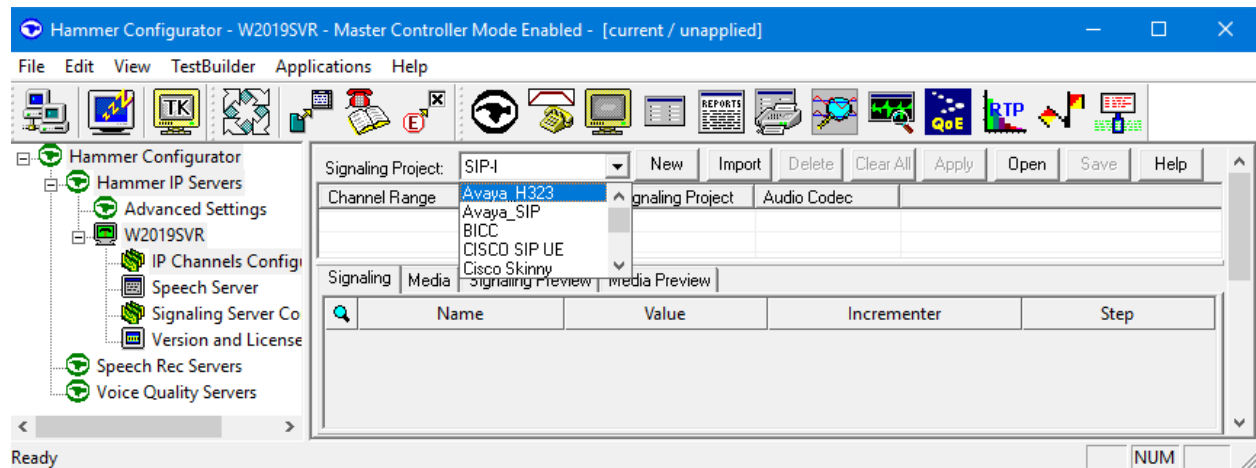 Hammer Configurator - W2019SVR - Master Controller Mode Enabled - [current / unapplied]
File Edit View TestBuilder Applications Help
TK E REPORTS QoE RTP
Hammer Configurator
Hammer IP Servers
Advanced Settings
W2019SVR
IP Channels Config
Speech Server
Signaling Server Co
Version and License
Speech Rec Servers
Voice Quality Servers
Signaling Project: SIP-I New Import Delete Clear All Apply Open Save Help
Channel Range gnaling Project Audio Codec
Avaya_H323
Avaya_SIP
BICC
CISCO SIP UE
Cisco Skinny
Signaling Media Signaling Preview Media Preview
Name Value Incrementer Step
Ready NUM